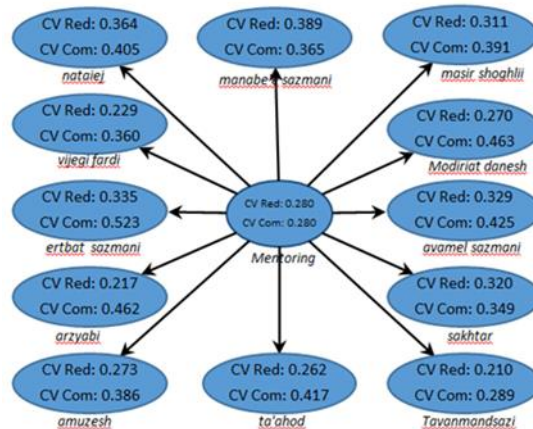 CV Red: 0.364
CV Com: 0.405
nataiej
CV Red: 0.389
CV Com: 0.365
manabe's sazmani
CV Red: 0.311
CV Com: 0.391
masir shoghlii
CV Red: 0.229
CV Com: 0.360
vijegi fardi
CV Red: 0.270
CV Com: 0.463
Modiriat danesh
CV Red: 0.335
CV Com: 0.523
ertbat sazmani
CV Red: 0.280
CV Com: 0.280
Mentoring
CV Red: 0.329
CV Com: 0.425
avamel sazmani
CV Red: 0.217
CV Com: 0.462
arzyabi
CV Red: 0.320
CV Com: 0.349
sakhtar
CV Red: 0.273
CV Com: 0.386
amuzesh
CV Red: 0.262
CV Com: 0.417
ta'ahod
CV Red: 0.210
CV Com: 0.289
Tavanmandsazi